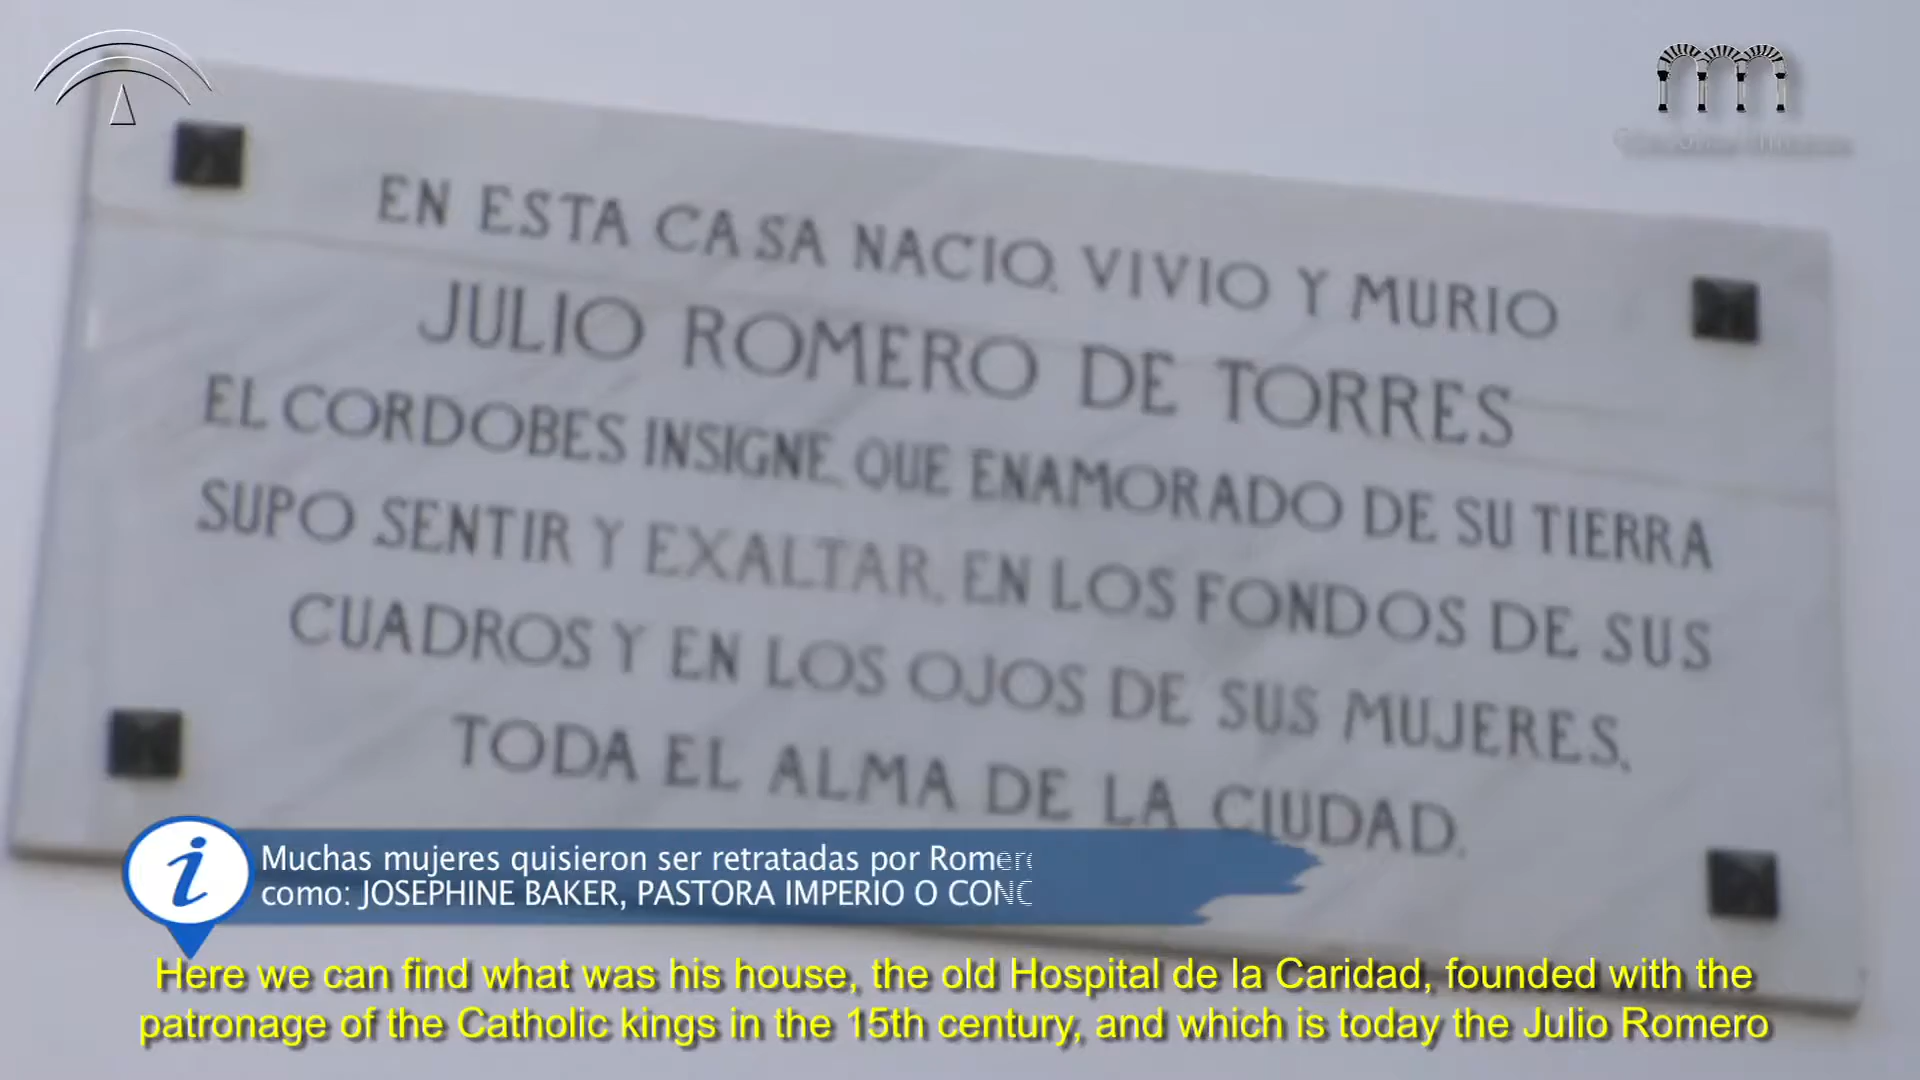 EN ESTA CASA NACIO, VIVIO Y MURIO
JULIO ROMERO DE TORRES
EL CORDOBES INSIGNE, QUE ENAMORADO DE SU TIERRA
SUPO SENTIR Y EXALTAR, EN LOS FONDOS DE SUS
CUADROS Y EN LOS OJOS DE SUS MUJERES,
TODA EL ALMA DE LA CIUDAD.
Muchas mujeres quisieron ser retratadas por Romero
como: JOSEPHINE BAKER, PASTORA IMPERIO O CONC
Here we can find what was his house, the old Hospital de la Caridad, founded with the
patronage of the Catholic kings in the 15th century, and which is today the Julio Romero